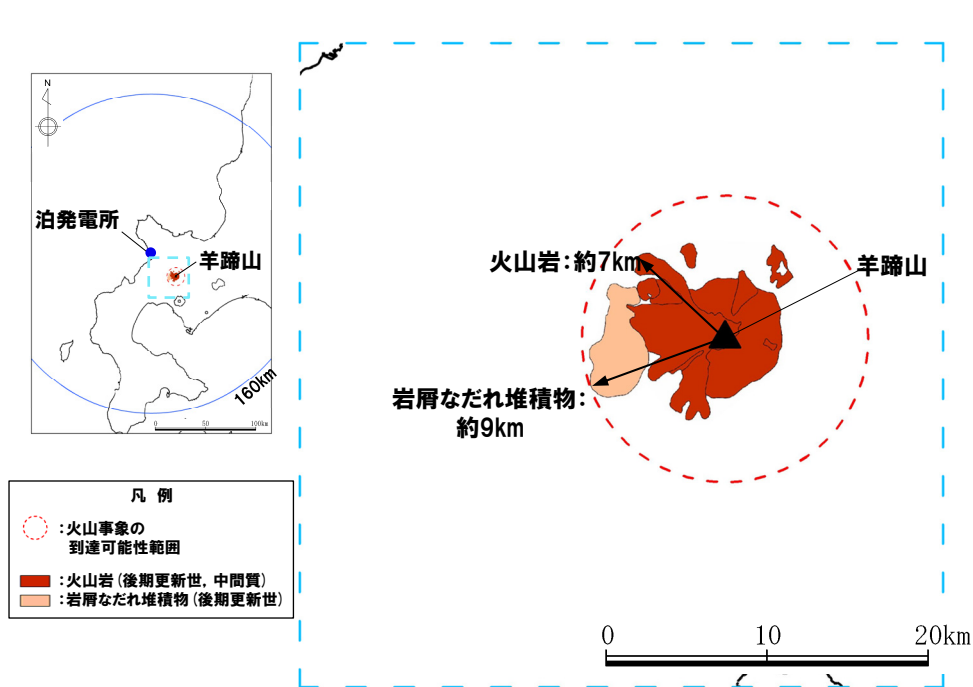 N
泊発電所
羊蹄山
160km
0 50 100km
凡 例
:火山事象の
到達可能性範囲
:火山岩(後期更新世, 中間質)
:岩屑なだれ堆積物(後期更新世)
火山岩:約7km
羊蹄山
岩屑なだれ堆積物:
約9km
0 10 20km